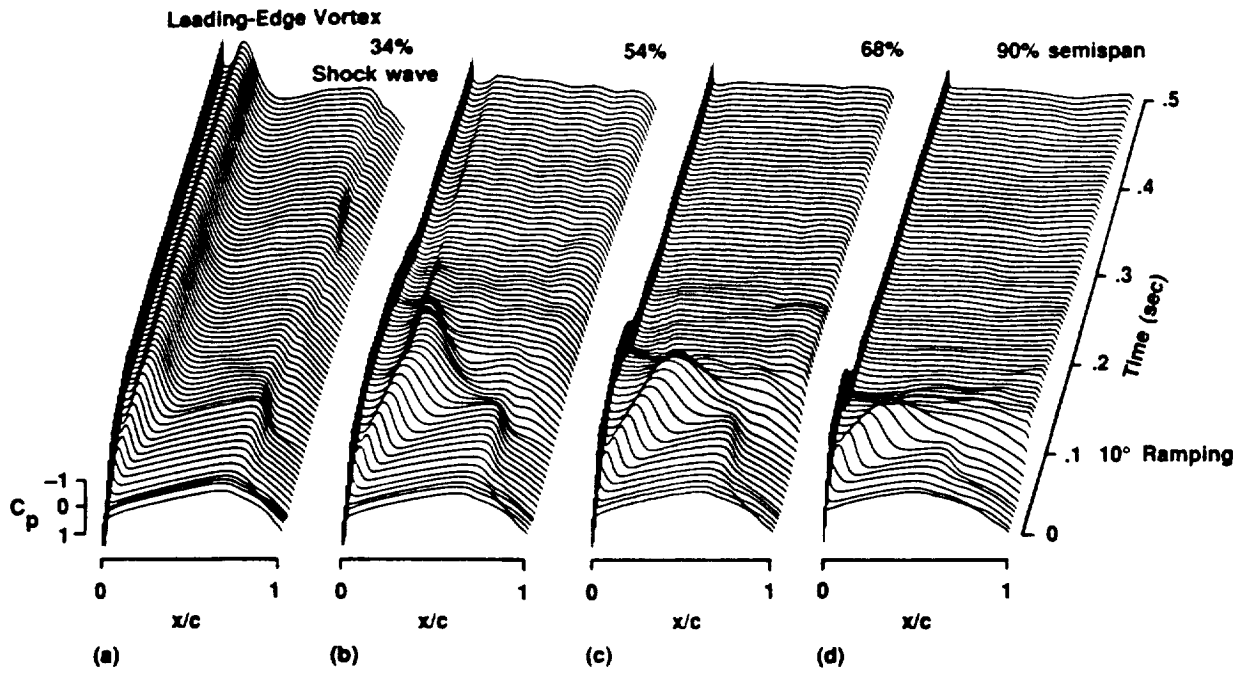 Leading-Edge Vortex
34% 54% 68% 90% semispan
Shock wave
.5
.4
.3
Time (sec)
.2
.1 10° Ramping
0
−1
Cp 0
1
0 1 0 1 0 1 0 1
x/c x/c x/c x/c
(a) (b) (c) (d)